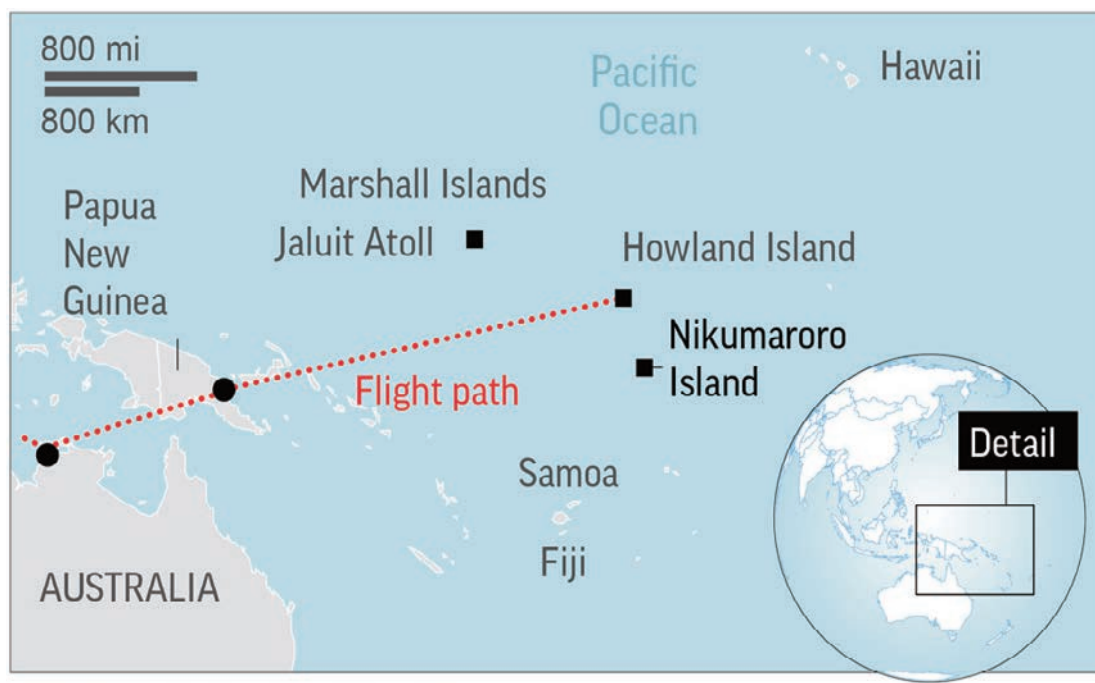 800 mi
800 km
Pacific
Ocean
Hawaii
Marshall Islands
Papua
New
Guinea
Jaluit Atoll
Howland Island
Nikumaroro
Island
Flight path
Detail
Samoa
Fiji
AUSTRALIA